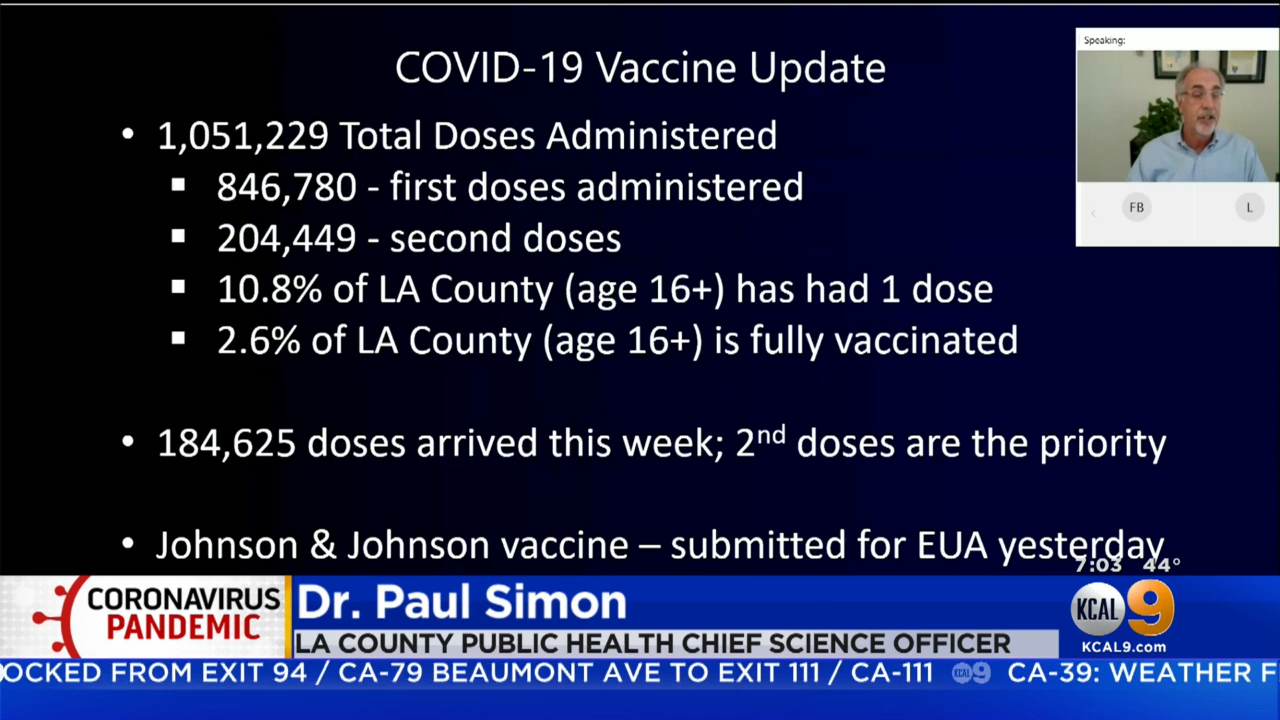 COVID-19 Vaccine Update
Speaking:
• 1,051,229 Total Doses Administered
▪ 846,780 - first doses administered
▪ 204,449 - second doses
▪ 10.8% of LA County (age 16+) has had 1 dose
▪ 2.6% of LA County (age 16+) is fully vaccinated
FB
L
• 184,625 doses arrived this week; 2nd doses are the priority
• Johnson & Johnson vaccine – submitted for EUA yesterday
7:03 44°
CORONAVIRUS
PANDEMIC
Dr. Paul Simon
LA COUNTY PUBLIC HEALTH CHIEF SCIENCE OFFICER
KCAL 9
KCAL9.com
OCKED FROM EXIT 94 / CA-79 BEAUMONT AVE TO EXIT 111 / CA-111 KCAL 9 CA-39: WEATHER F